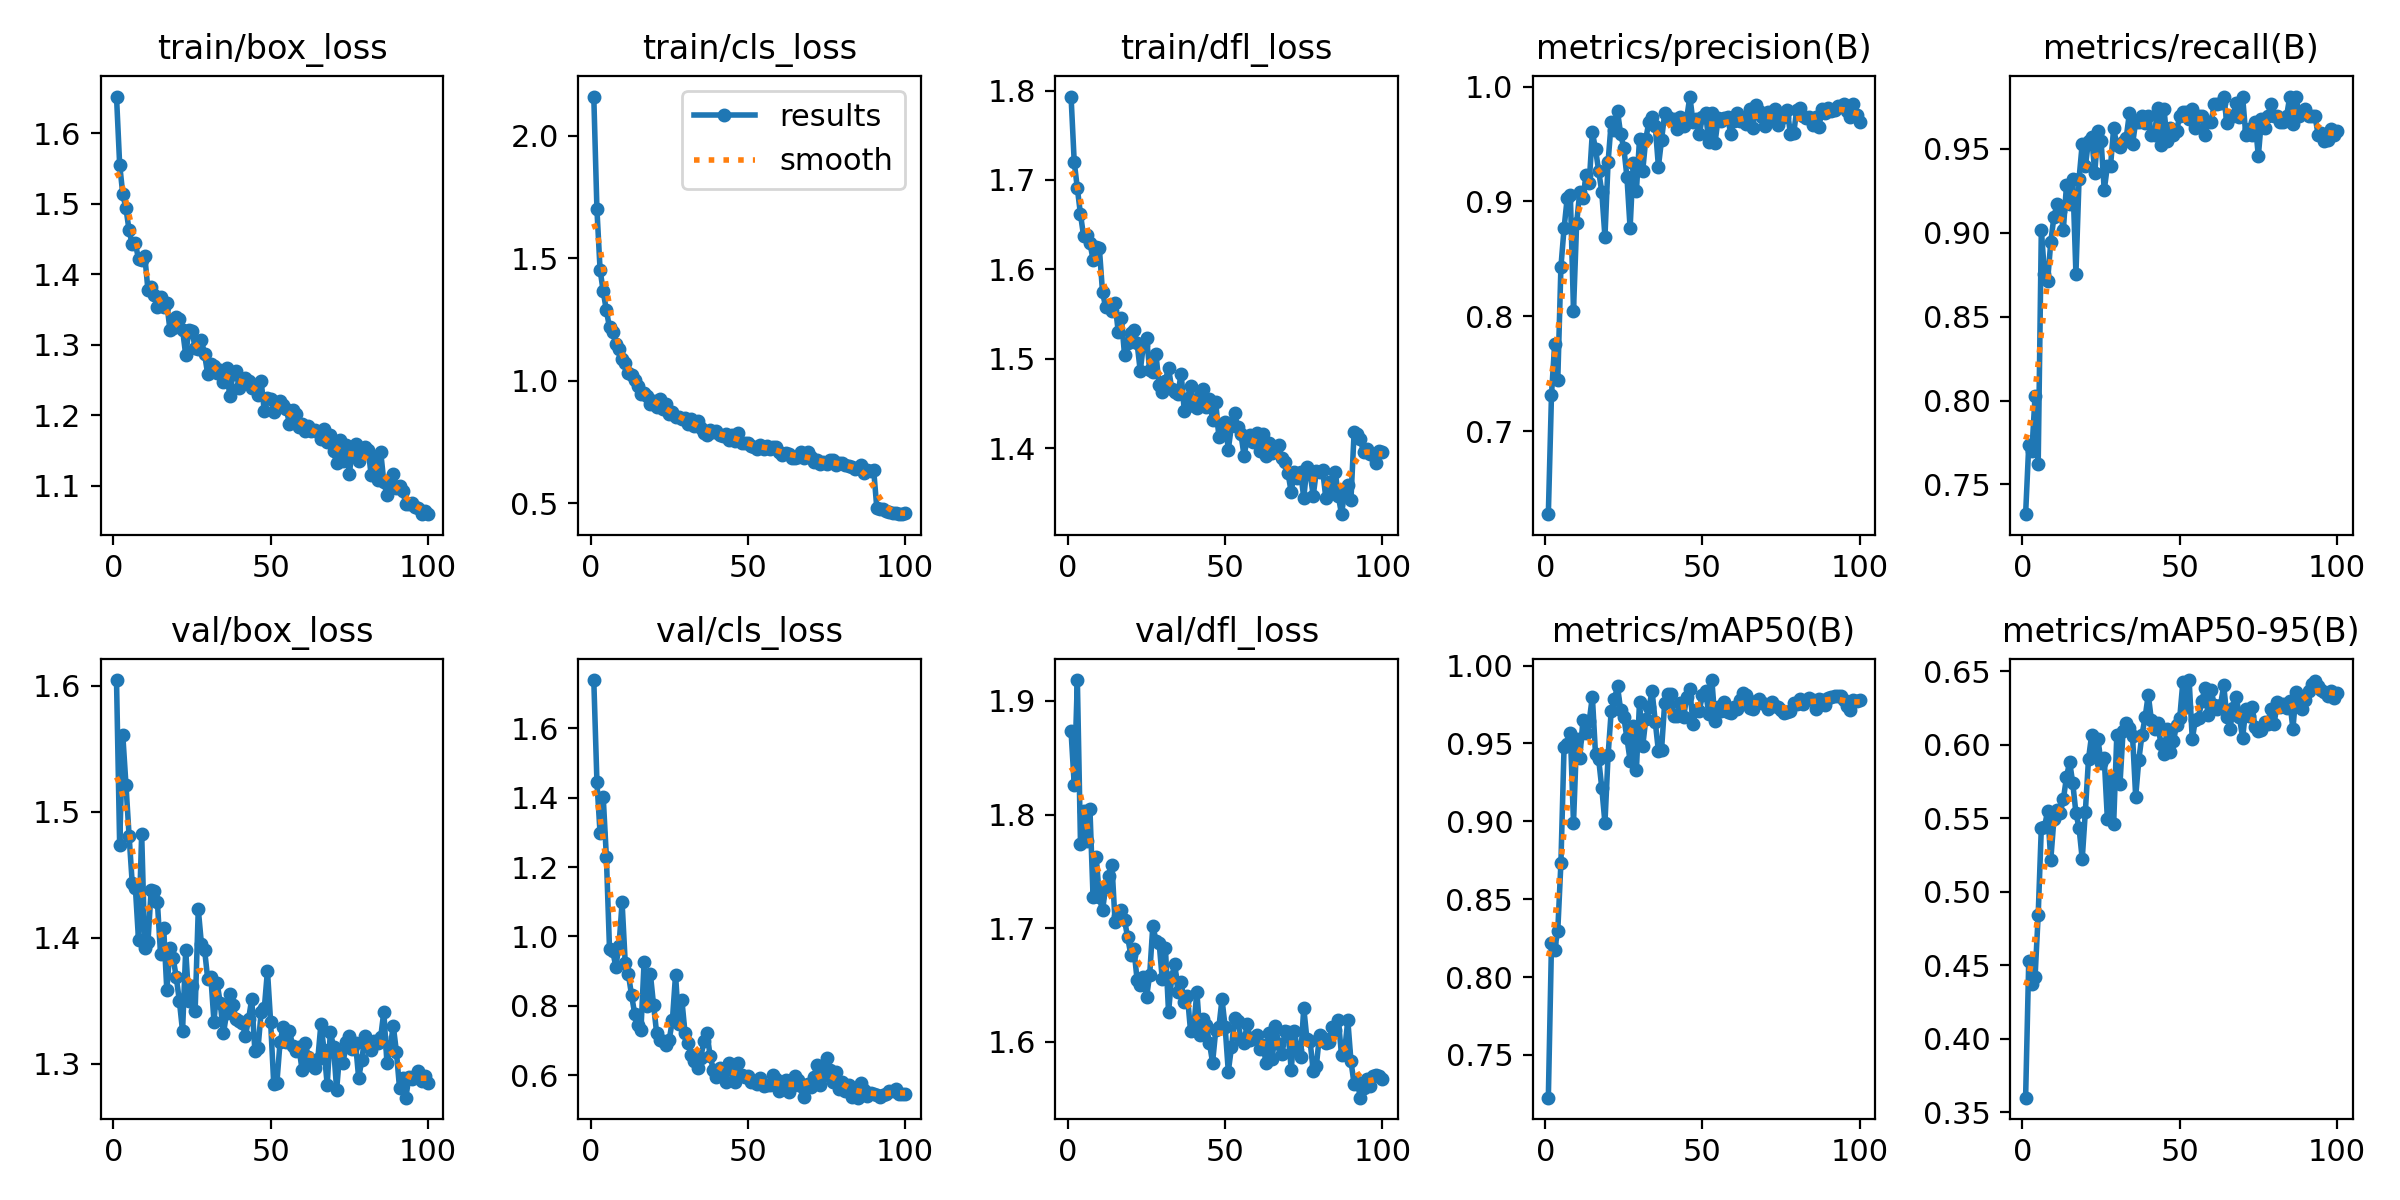 train/box_loss
1.6
1.5
1.4
1.3
1.2
1.1
0 50 100
train/cls_loss
results
smooth
2.0
1.5
1.0
0.5
0 50 100
train/dfl_loss
1.8
1.7
1.6
1.5
1.4
0 50 100
metrics/precision(B)
1.0
0.9
0.8
0.7
0 50 100
metrics/recall(B)
0.95
0.90
0.85
0.80
0.75
0 50 100
val/box_loss
1.6
1.5
1.4
1.3
0 50 100
val/cls_loss
1.6
1.4
1.2
1.0
0.8
0.6
0 50 100
val/dfl_loss
1.9
1.8
1.7
1.6
0 50 100
metrics/mAP50(B)
1.00
0.95
0.90
0.85
0.80
0.75
0 50 100
metrics/mAP50-95(B)
0.65
0.60
0.55
0.50
0.45
0.40
0.35
0 50 100